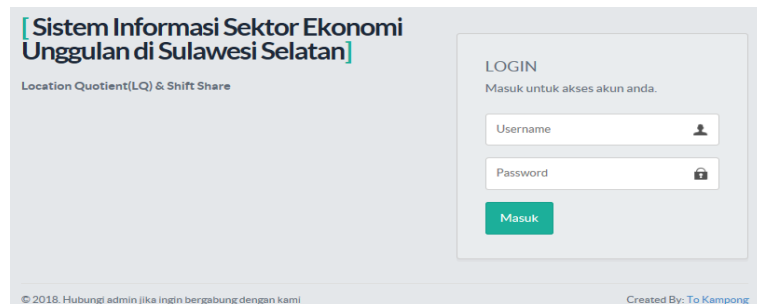 [ Sistem Informasi Sektor Ekonomi
Unggulan di Sulawesi Selatan]
Location Quotient(LQ) & Shift Share
LOGIN
Masuk untuk akses akun anda.
Username
Password
Masuk
© 2018. Hubungi admin jika ingin bergabung dengan kami
Created By: To Kampong